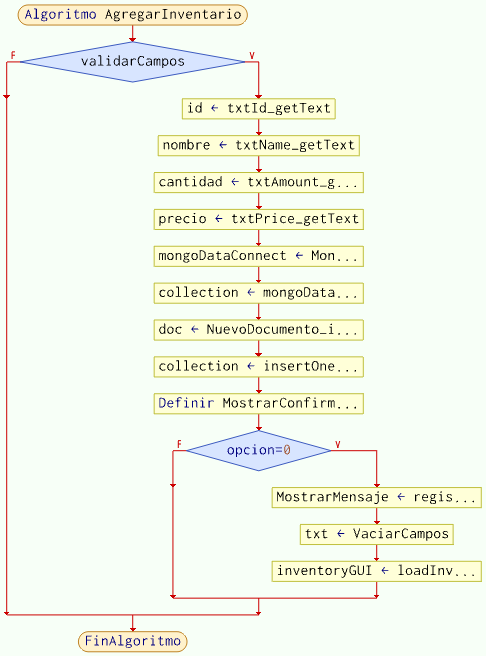 Algoritmo AgregarInventario
F
V
validarCampos
id ← txtId_getText
nombre ← txtName_getText
cantidad ← txtAmount_g...
precio ← txtPrice_getText
mongoDataConnect ← Mon...
collection ← mongoData...
doc ← NuevoDocumento_i...
collection ← insertOne...
Definir MostrarConfirm...
F
V
opcion=0
MostrarMensaje ← regis...
txt ← VaciarCampos
inventoryGUI ← loadInv...
FinAlgoritmo